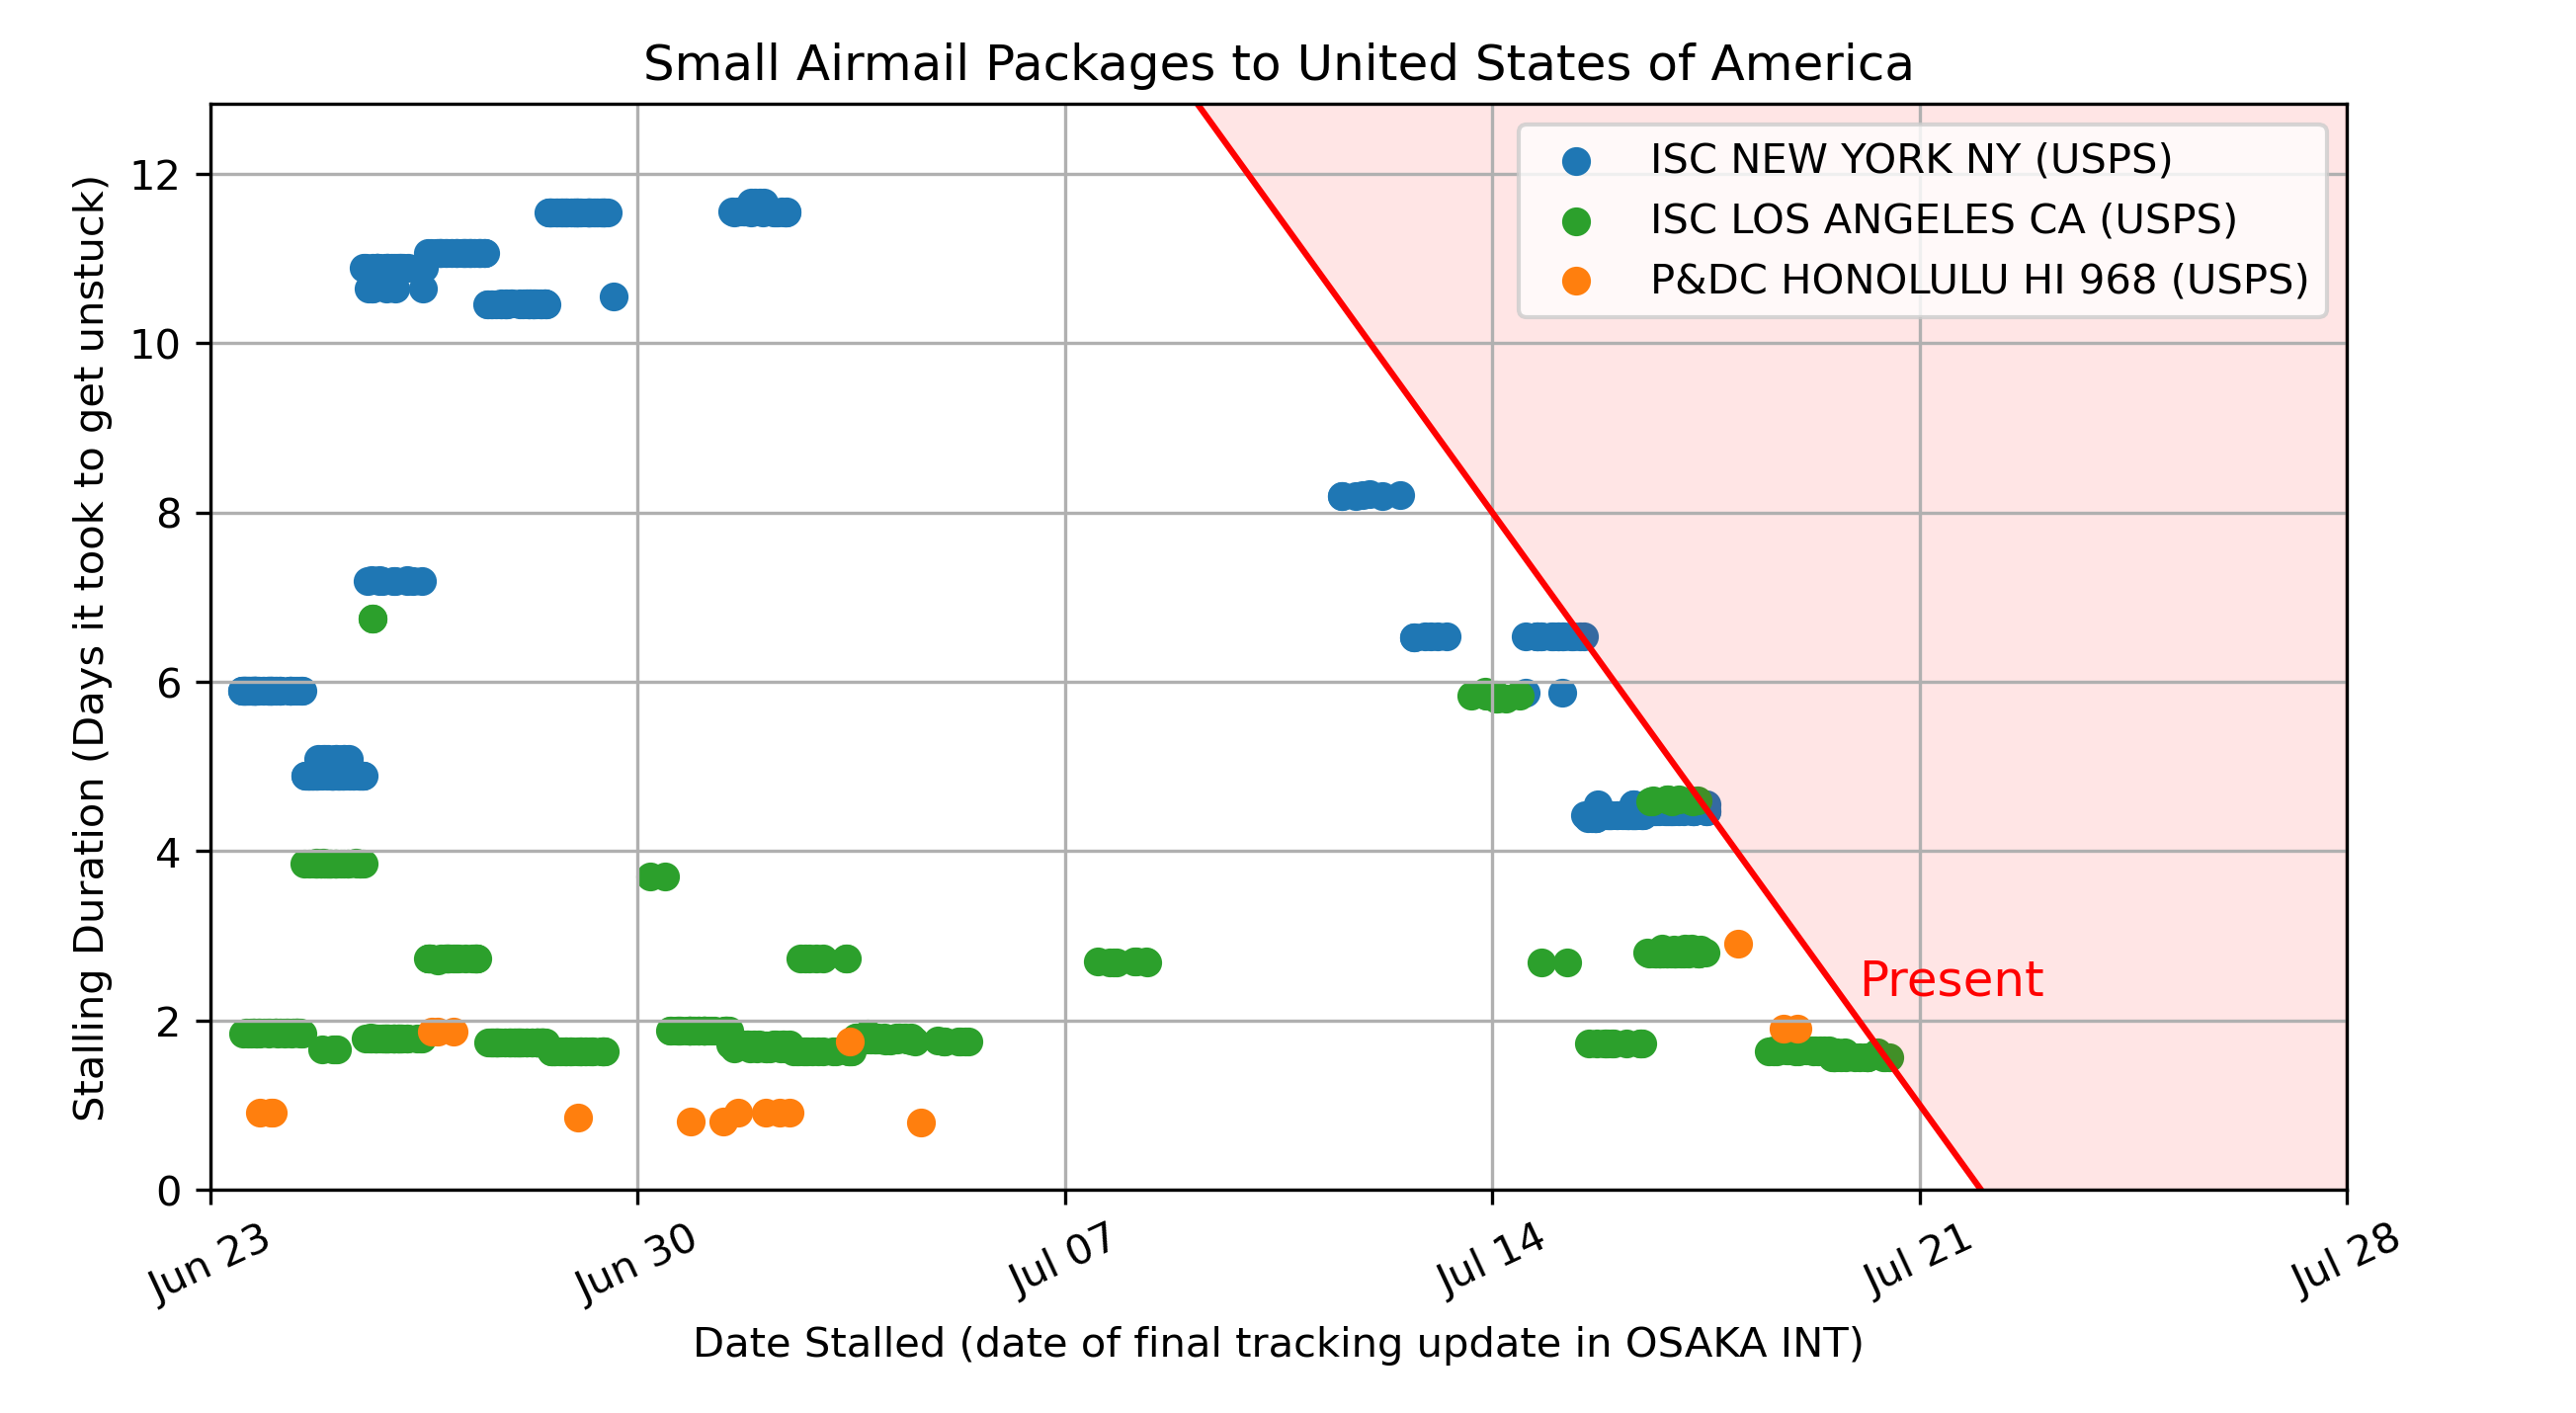 Small Airmail Packages to United States of America
ISC NEW YORK NY (USPS)
ISC LOS ANGELES CA (USPS)
P&DC HONOLULU HI 968 (USPS)
Stalling Duration (Days it took to get unstuck)
12
10
8
6
4
2
0
Present
Jun 23
Jun 30
Jul 07
Jul 14
Jul 21
Jul 28
Date Stalled (date of final tracking update in OSAKA INT)